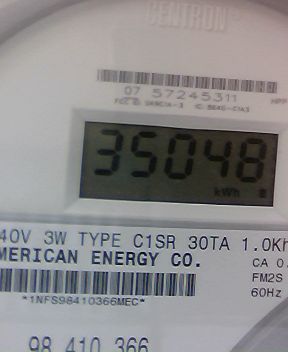 CENTRON
07 57245311
HPP
35048
kWh
40V 3W TYPE C1SR 30TA 1.0Kh
MERICAN ENERGY CO.
CA 0.
FM2S
*1NFS98410366MEC*
60Hz
98 410 366